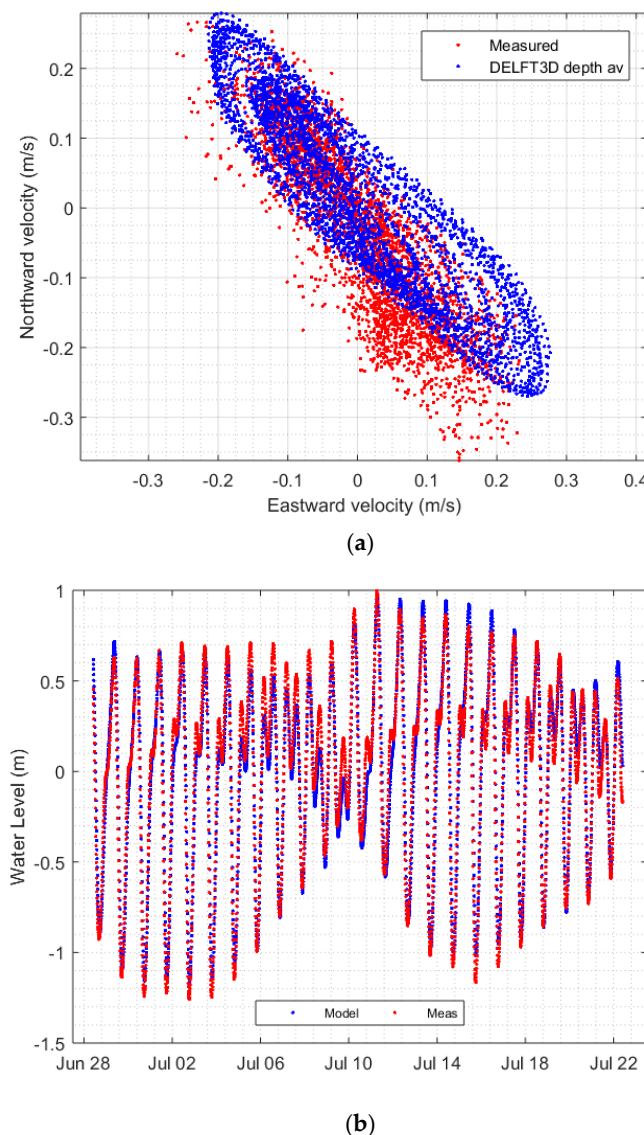 0.2
0.1
0
-0.1
-0.2
-0.3
Northward velocity (m/s)
Measured
DELFT3D depth av
-0.3 -0.2 -0.1 0 0.1 0.2 0.3 0.4
Eastward velocity (m/s)
(a)
1
0.5
0
-0.5
-1
-1.5
Water Level (m)
Model Meas
Jun 28 Jul 02 Jul 06 Jul 10 Jul 14 Jul 18 Jul 22
(b)